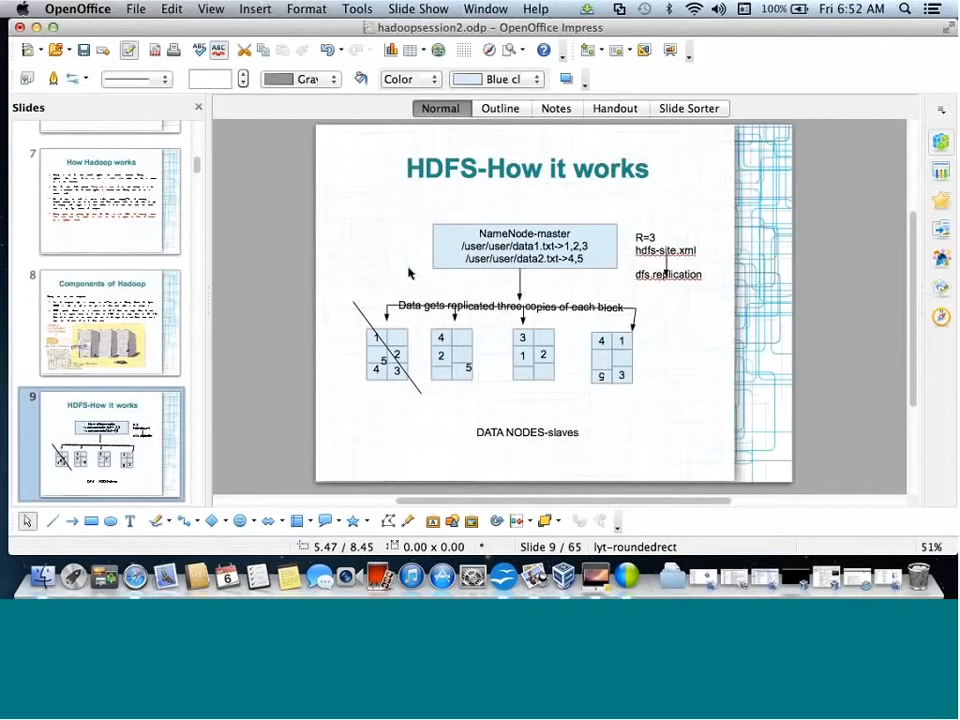 OpenOffice File Edit View Insert Format Tools Slide Show Window Help 100% Fri 6:52 AM
hadoopsession2.odp - OpenOffice Impress
ABC ABC
Gray Color Blue cl
Slides
Normal Outline Notes Handout Slide Sorter
7
How Hadoop works
8
Components of Hadoop
9
HDFS-How it works
HDFS-How it works
NameNode-master
/user/user/data1.txt->1,2,3
/user/user/data2.txt->4,5
R=3
hdfs-site.xml
dfs.replication
Data gets replicated three copies of each block
1 4 3 4 1
5 2 2 1 2
4 3 5 5 3
DATA NODES-slaves
5.47 / 8.45 0.00 x 0.00 * Slide 9 / 65 lyt-roundedrect 51%
6